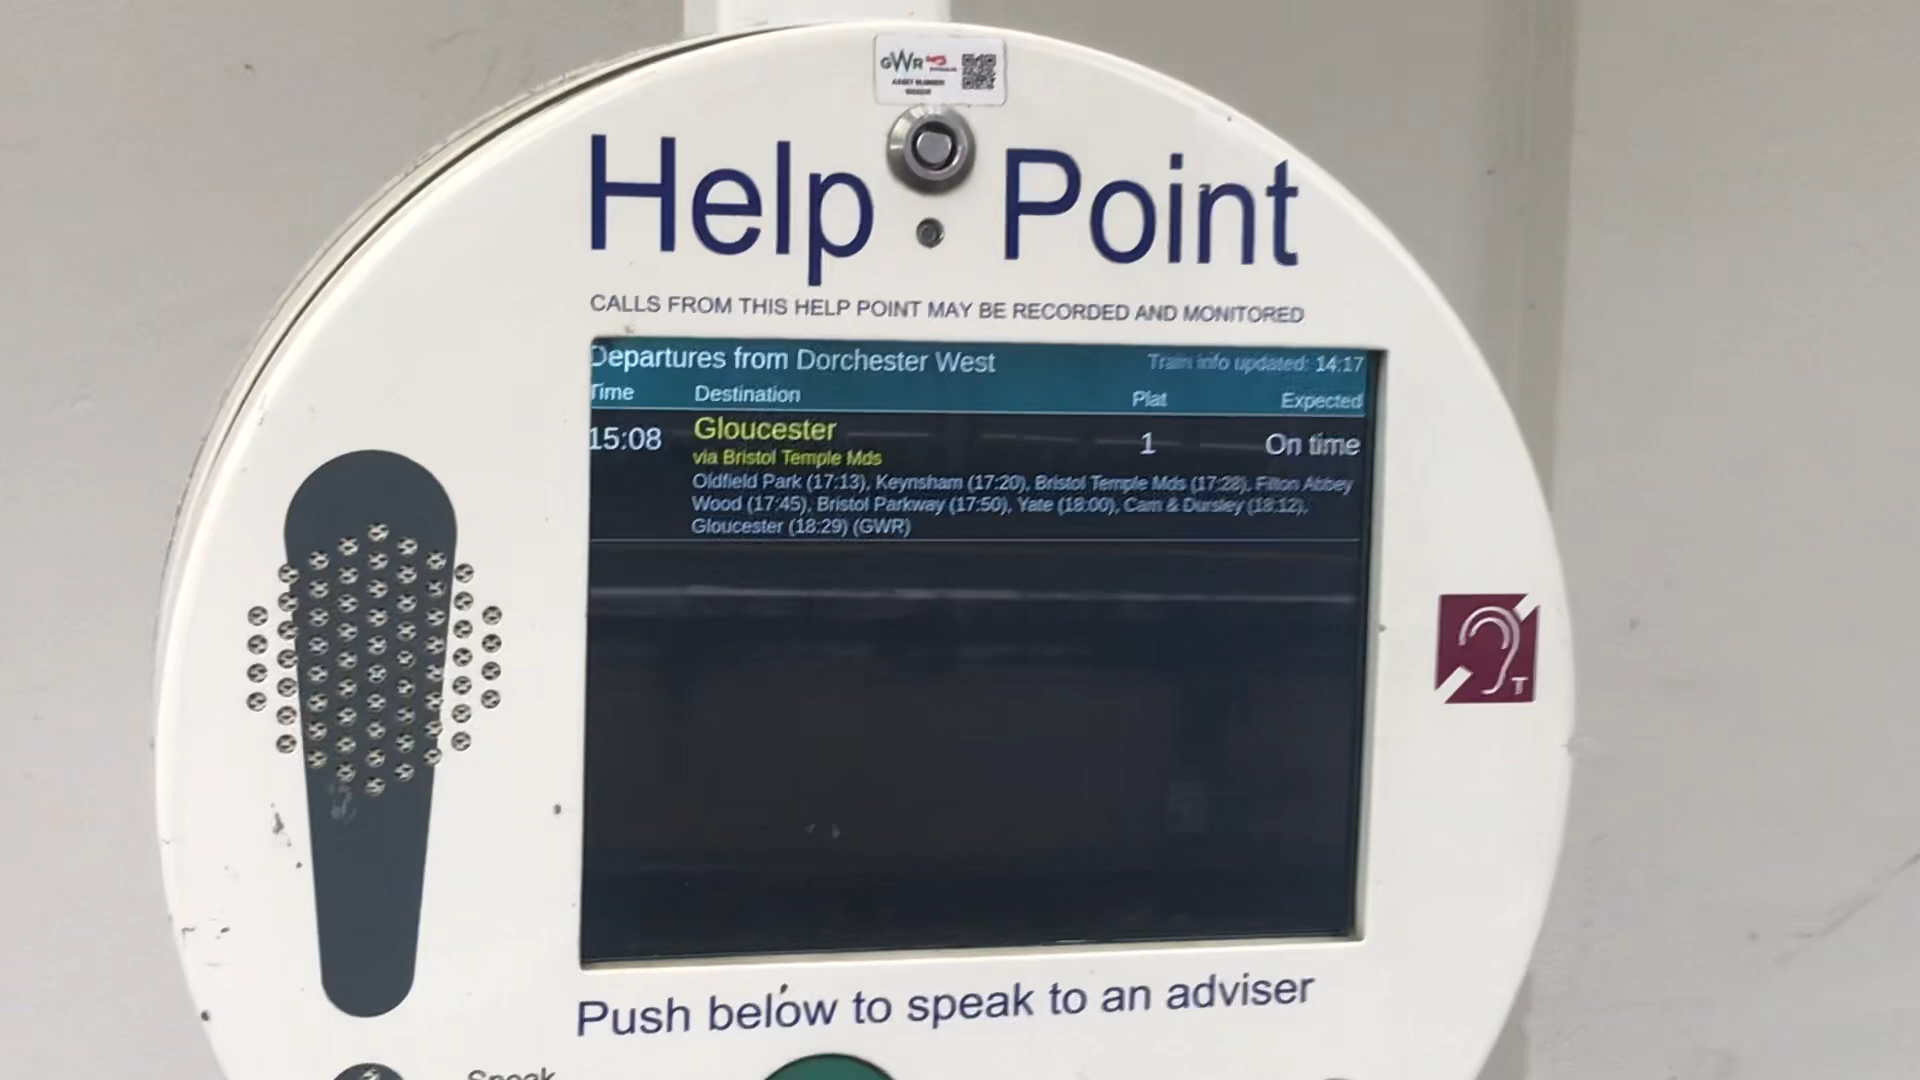 GWR
ASSET NUMBER
Help Point
CALLS FROM THIS HELP POINT MAY BE RECORDED AND MONITORED
Departures from Dorchester West Train info updated: 14:17
Time Destination Plat Expected
15:08 Gloucester 1 On time
via Bristol Temple Mds
Oldfield Park (17:13), Keynsham (17:20), Bristol Temple Mds (17:28), Filton Abbey
Wood (17:45), Bristol Parkway (17:50), Yate (18:00), Cam & Dursley (18:12),
Gloucester (18:29) (GWR)
T
Push below to speak to an adviser
Speak